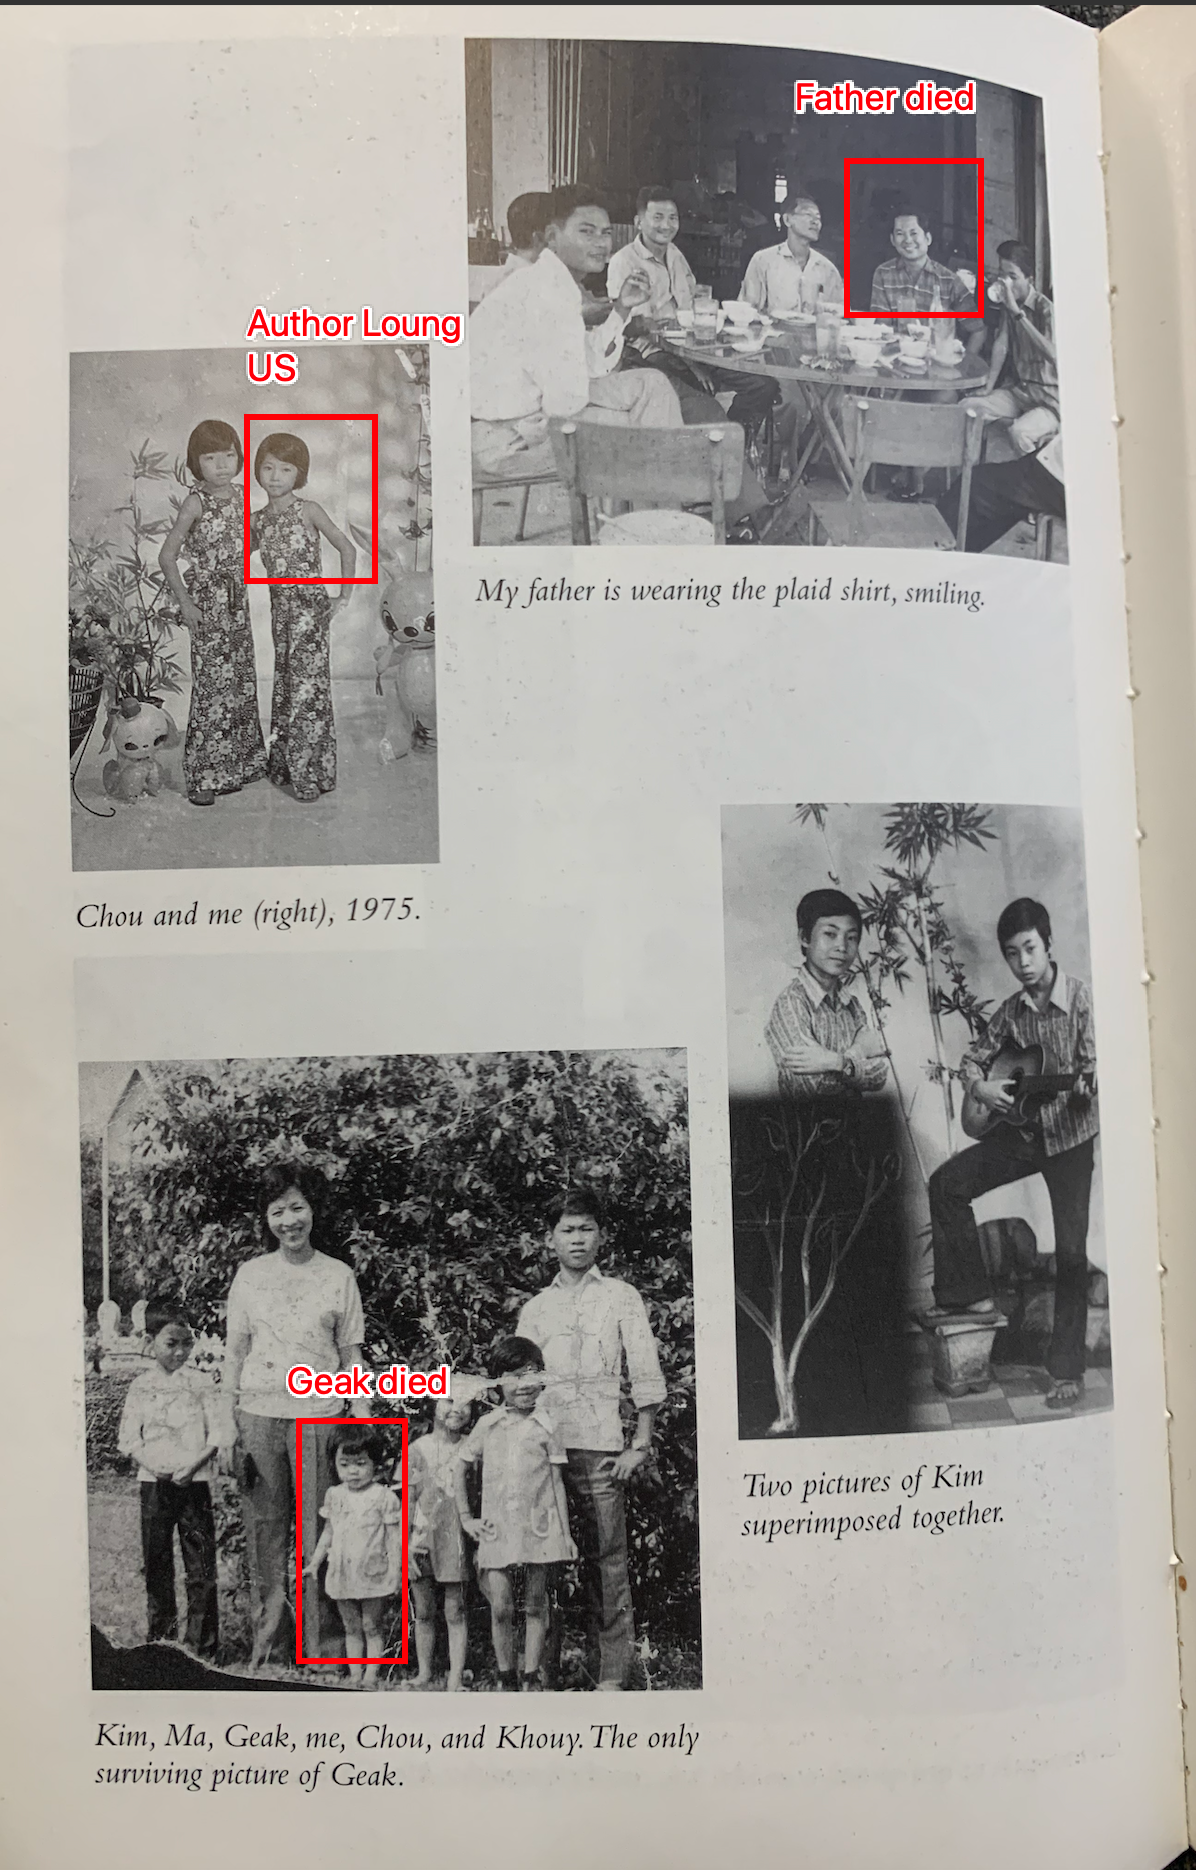 Father died
My father is wearing the plaid shirt, smiling.
Author Loung
US
Chou and me (right), 1975.
Two pictures of Kim
superimposed together.
Geak died
Kim, Ma, Geak, me, Chou, and Khouy. The only
surviving picture of Geak.